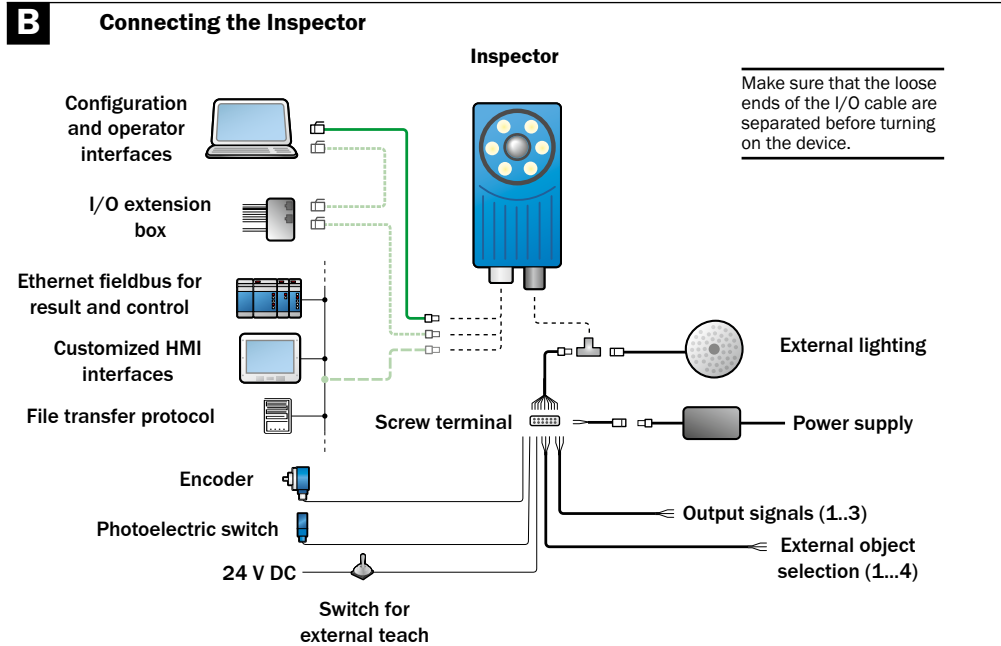 B
Connecting the Inspector
Inspector
Make sure that the loose
ends of the I/O cable are
separated before turning
on the device.
Configuration
and operator
interfaces
I/O extension
box
Ethernet fieldbus for
result and control
Customized HMI
interfaces
File transfer protocol
External lighting
Screw terminal
Power supply
Encoder
Photoelectric switch
Output signals (1..3)
External object
selection (1...4)
24 V DC
Switch for
external teach